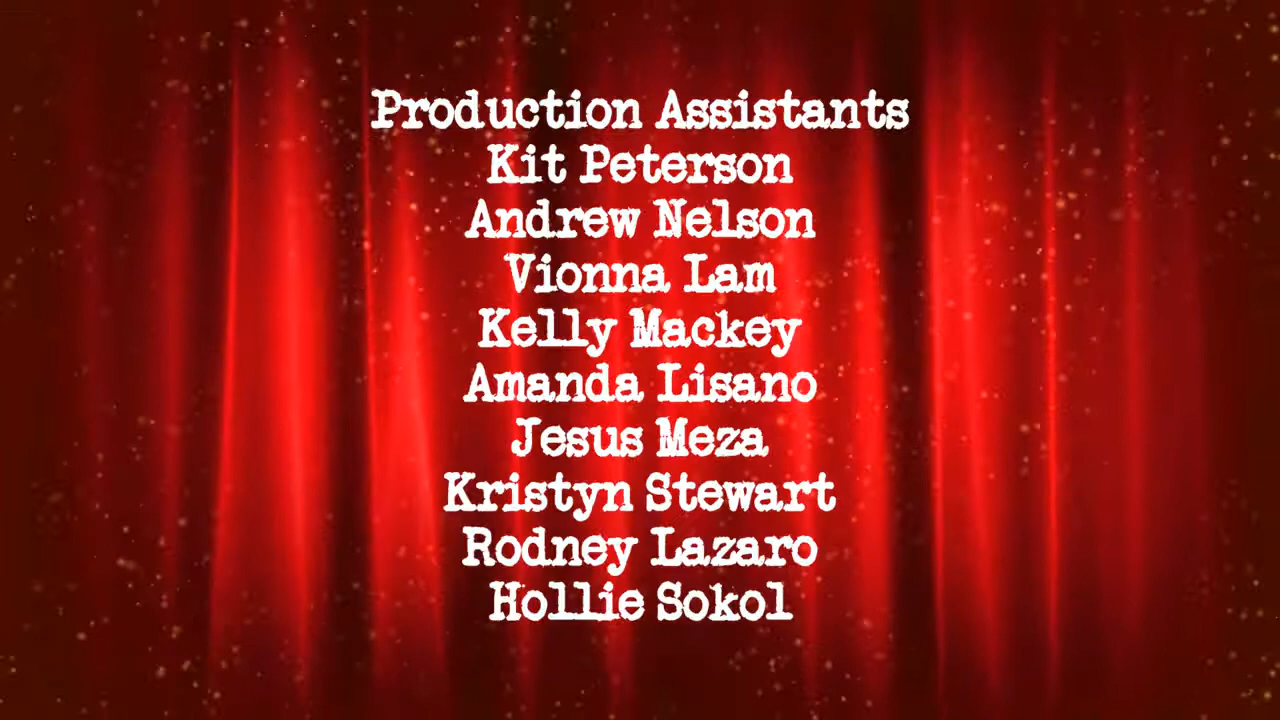 Production Assistants
Kit Peterson
Andrew Nelson
Vionna Lam
Kelly Mackey
Amanda Lisano
Jesus Meza
Kristyn Stewart
Rodney Lazaro
Hollie Sokol